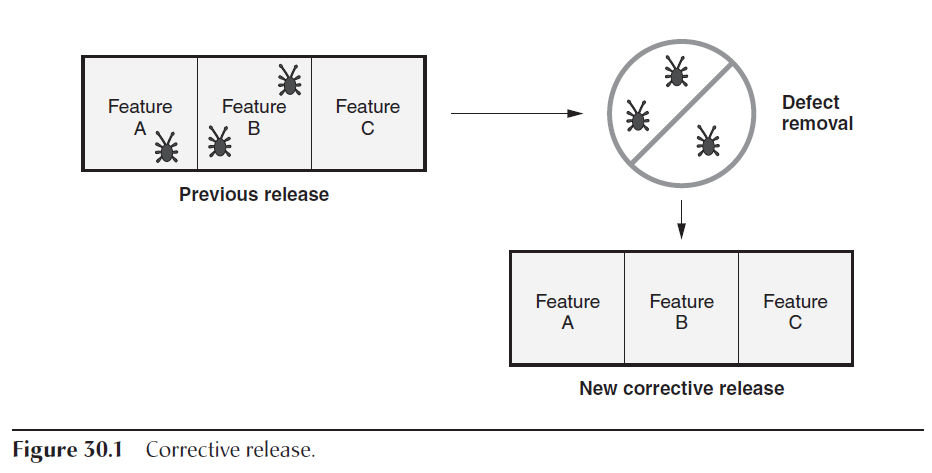 Feature
A
Feature
B
Feature
C
Previous release
Defect
removal
Feature
A
Feature
B
Feature
C
New corrective release
Figure 30.1 Corrective release.